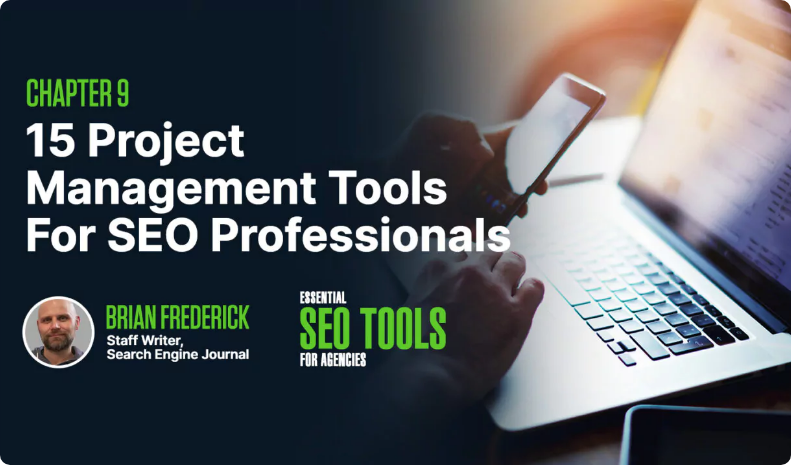 CHAPTER 9
15 Project
Management Tools
For SEO Professionals
BRIAN FREDERICK
Staff Writer,
Search Engine Journal
ESSENTIAL
SEO TOOLS
FOR AGENCIES